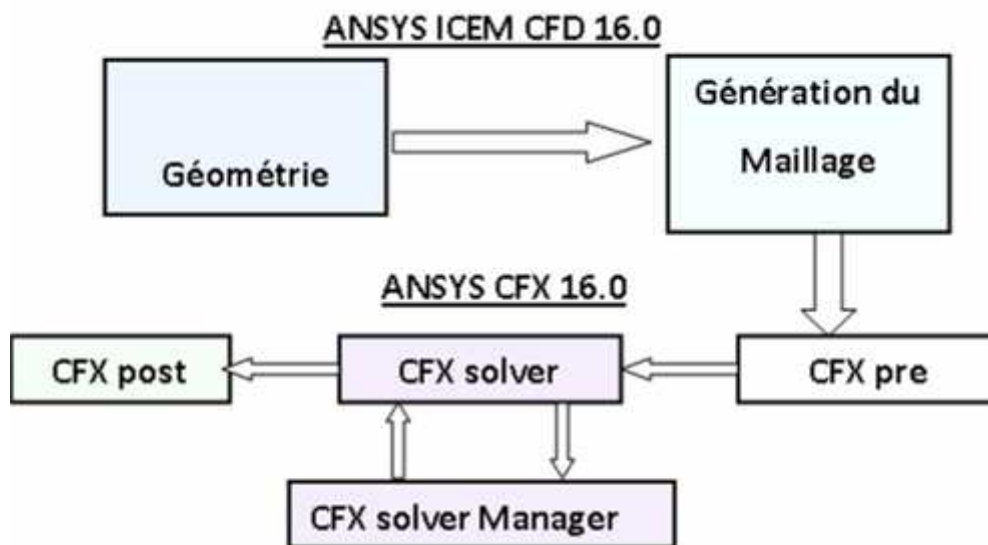 ANSYS ICEM CFD 16.0
Géométrie
Génération du
Maillage
ANSYS CFX 16.0
CFX post
CFX solver
CFX pre
CFX solver Manager